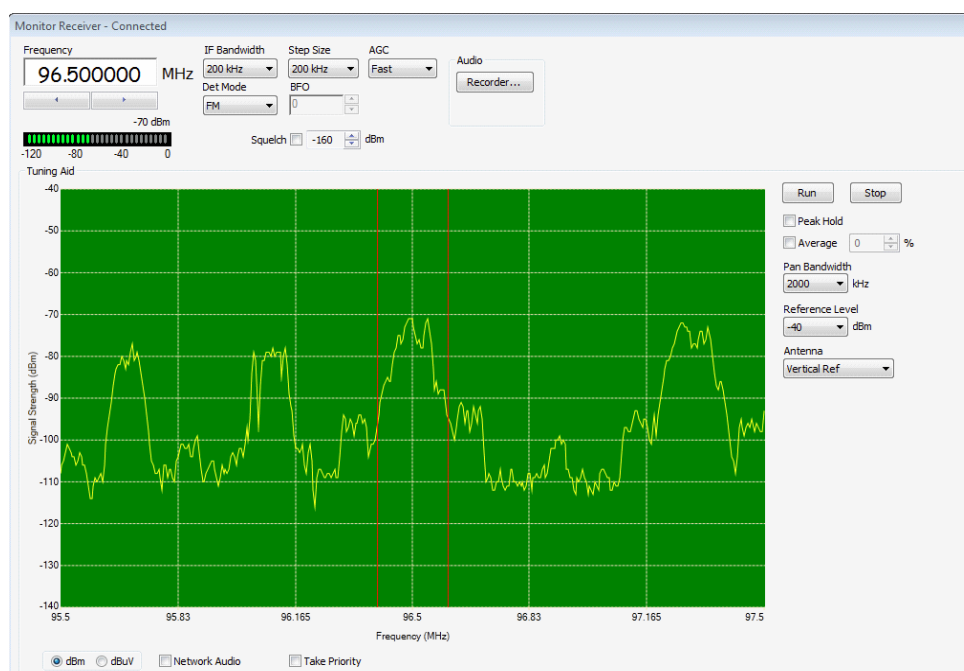 Monitor Receiver - Connected
Frequency
IF Bandwidth Step Size AGC
Audio
96.500000 MHz
200 kHz 200 kHz Fast
Recorder...
Det Mode BFO
FM 0
-70 dBm
Squelch -160 dBm
-120 -80 -40 0
Tuning Aid
Signal Strength (dBm)
-40
-50
-60
-70
-80
-90
-100
-110
-120
-130
-140
95.5 95.83 96.165 96.5 96.83 97.165 97.5
Frequency (MHz)
Run Stop
Peak Hold
Average 0 %
Pan Bandwidth
2000 kHz
Reference Level
-40 dBm
Antenna
Vertical Ref
dBm dBuV Network Audio Take Priority